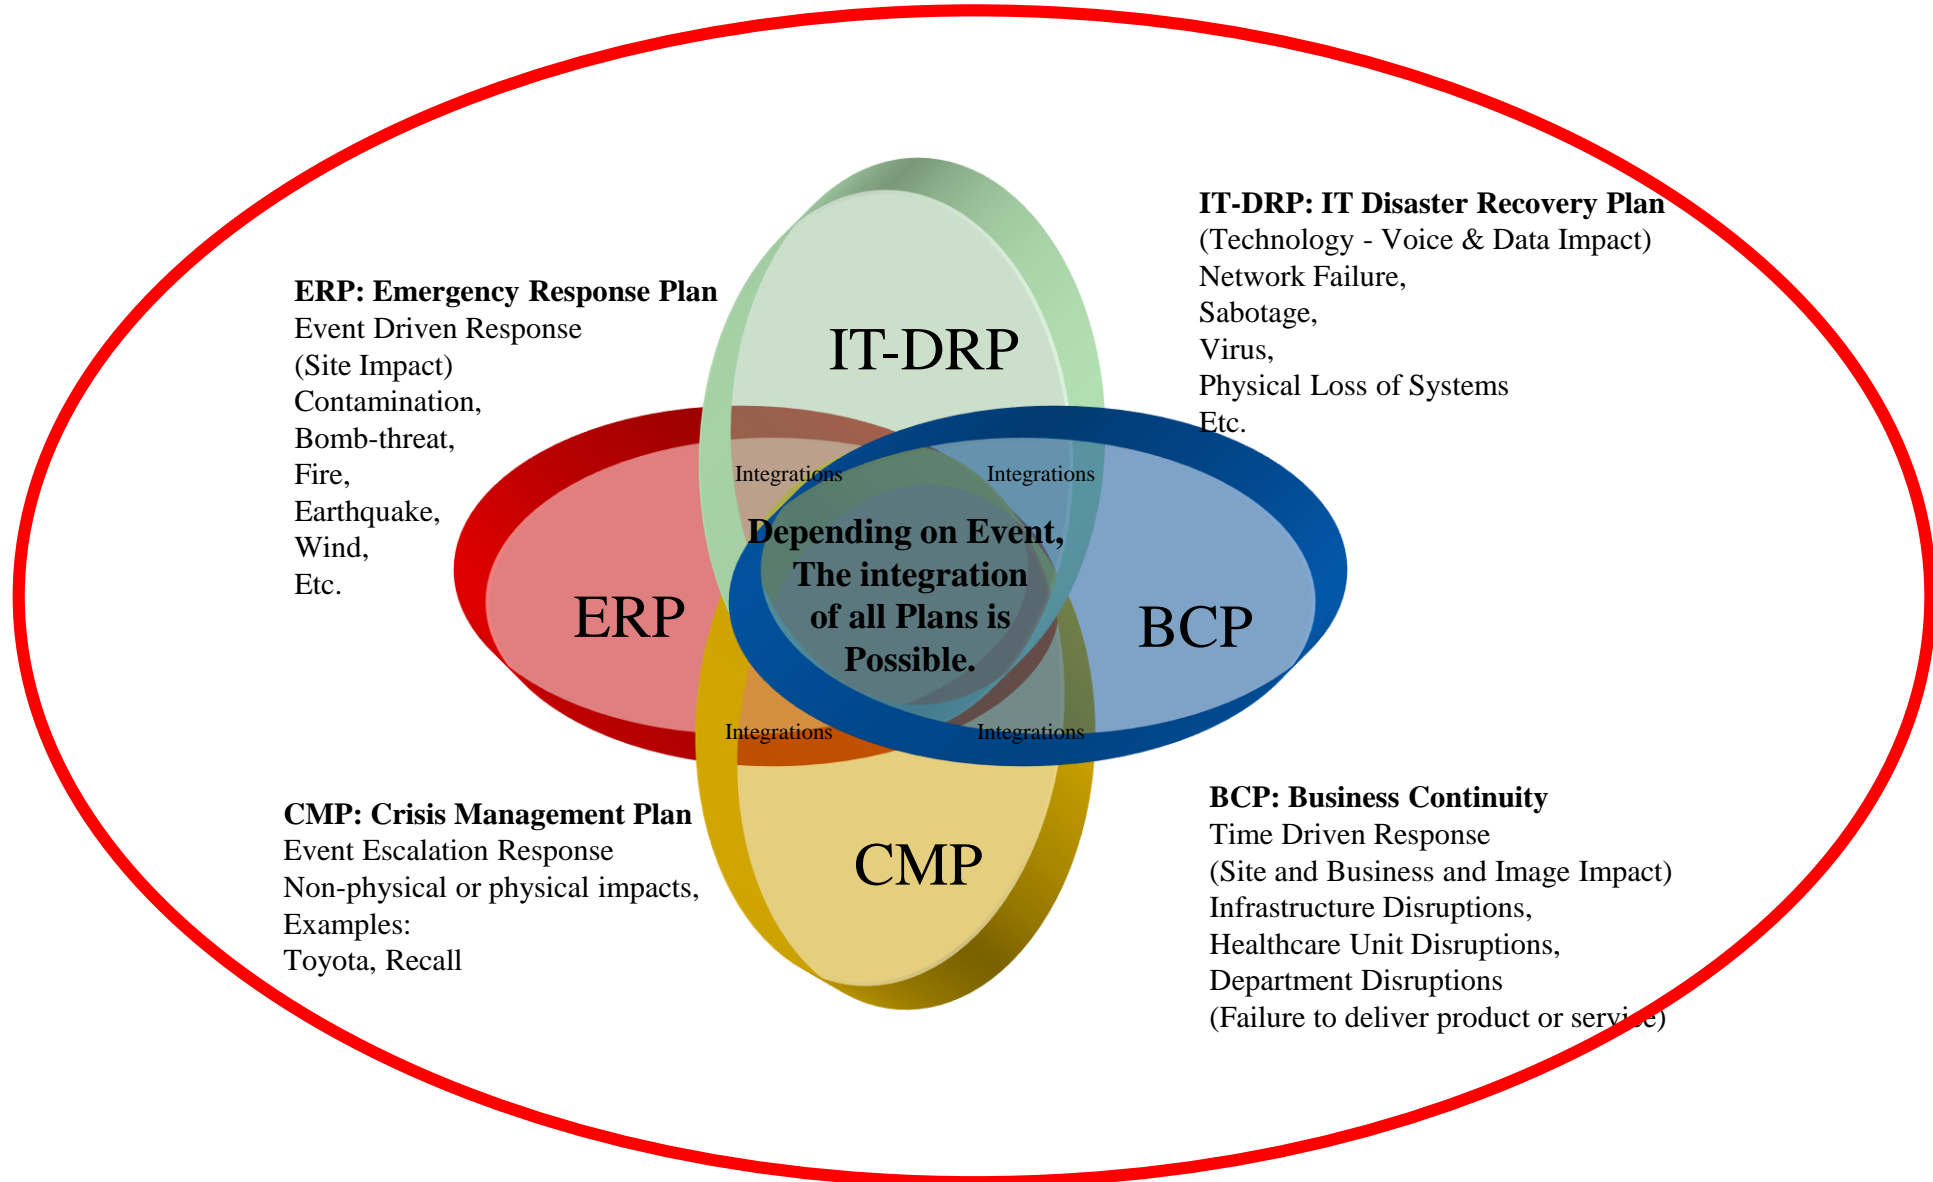 IT-DRP: IT Disaster Recovery Plan
(Technology - Voice & Data Impact)
Network Failure,
Sabotage,
Virus,
Physical Loss of Systems
Etc.
ERP: Emergency Response Plan
Event Driven Response
(Site Impact)
Contamination,
Bomb-threat,
Fire,
Earthquake,
Wind,
Etc.
IT-DRP
Integrations
Integrations
Depending on Event,
The integration
of all Plans is
Possible.
ERP
BCP
Integrations
Integrations
CMP
CMP: Crisis Management Plan
Event Escalation Response
Non-physical or physical impacts,
Examples:
Toyota, Recall
BCP: Business Continuity
Time Driven Response
(Site and Business and Image Impact)
Infrastructure Disruptions,
Healthcare Unit Disruptions,
Department Disruptions
(Failure to deliver product or service)